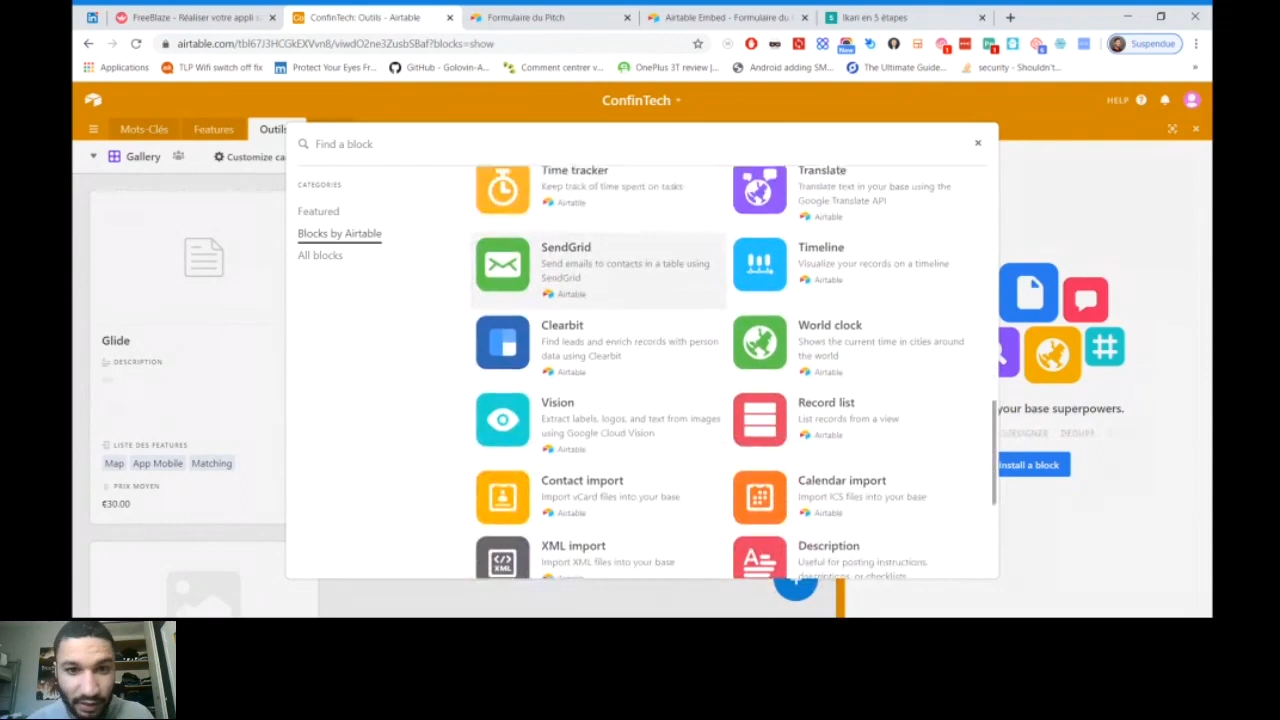 FreeBlaze - Réaliser votre appli s
ConfinTech: Outils - Airtable
Formulaire du Pitch
Airtable Embed - Formulaire du
Ikari en 5 étapes
airtable.com/tbl67J3HCGkEXVvn8/viwdO2ne3ZusbSBaf?blocks=show
New
Suspendue
Applications
TLP Wifi switch off fix
Protect Your Eyes Fr...
GitHub - Golovin-A...
Comment centrer v...
OnePlus 3T review |...
Android adding SM...
The Ultimate Guide...
security - Shouldn't...
ConfinTech
HELP
Mots-Clés
Features
Outils
Gallery
Customize ca
Find a block
CATEGORIES
Featured
Blocks by Airtable
All blocks
Time tracker
Keep track of time spent on tasks
Airtable
Translate
Translate text in your base using the
Google Translate API
Airtable
SendGrid
Send emails to contacts in a table using
SendGrid
Airtable
Timeline
Visualize your records on a timeline
Airtable
Clearbit
Find leads and enrich records with person
data using Clearbit
Airtable
World clock
Shows the current time in cities around
the world
Airtable
Vision
Extract labels, logos, and text from images
using Google Cloud Vision
Airtable
Record list
List records from a view
Airtable
Contact import
Import vCard files into your base
Airtable
Calendar import
Import ICS files into your base
Airtable
XML import
Import XML files into your base
XML
Description
Useful for posting instructions,
descriptions, or checklists
Glide
DESCRIPTION
LISTE DES FEATURES
Map App Mobile Matching
PRIX MOYEN
€30.00
your base superpowers.
DESIGNER DEDUPE
Install a block